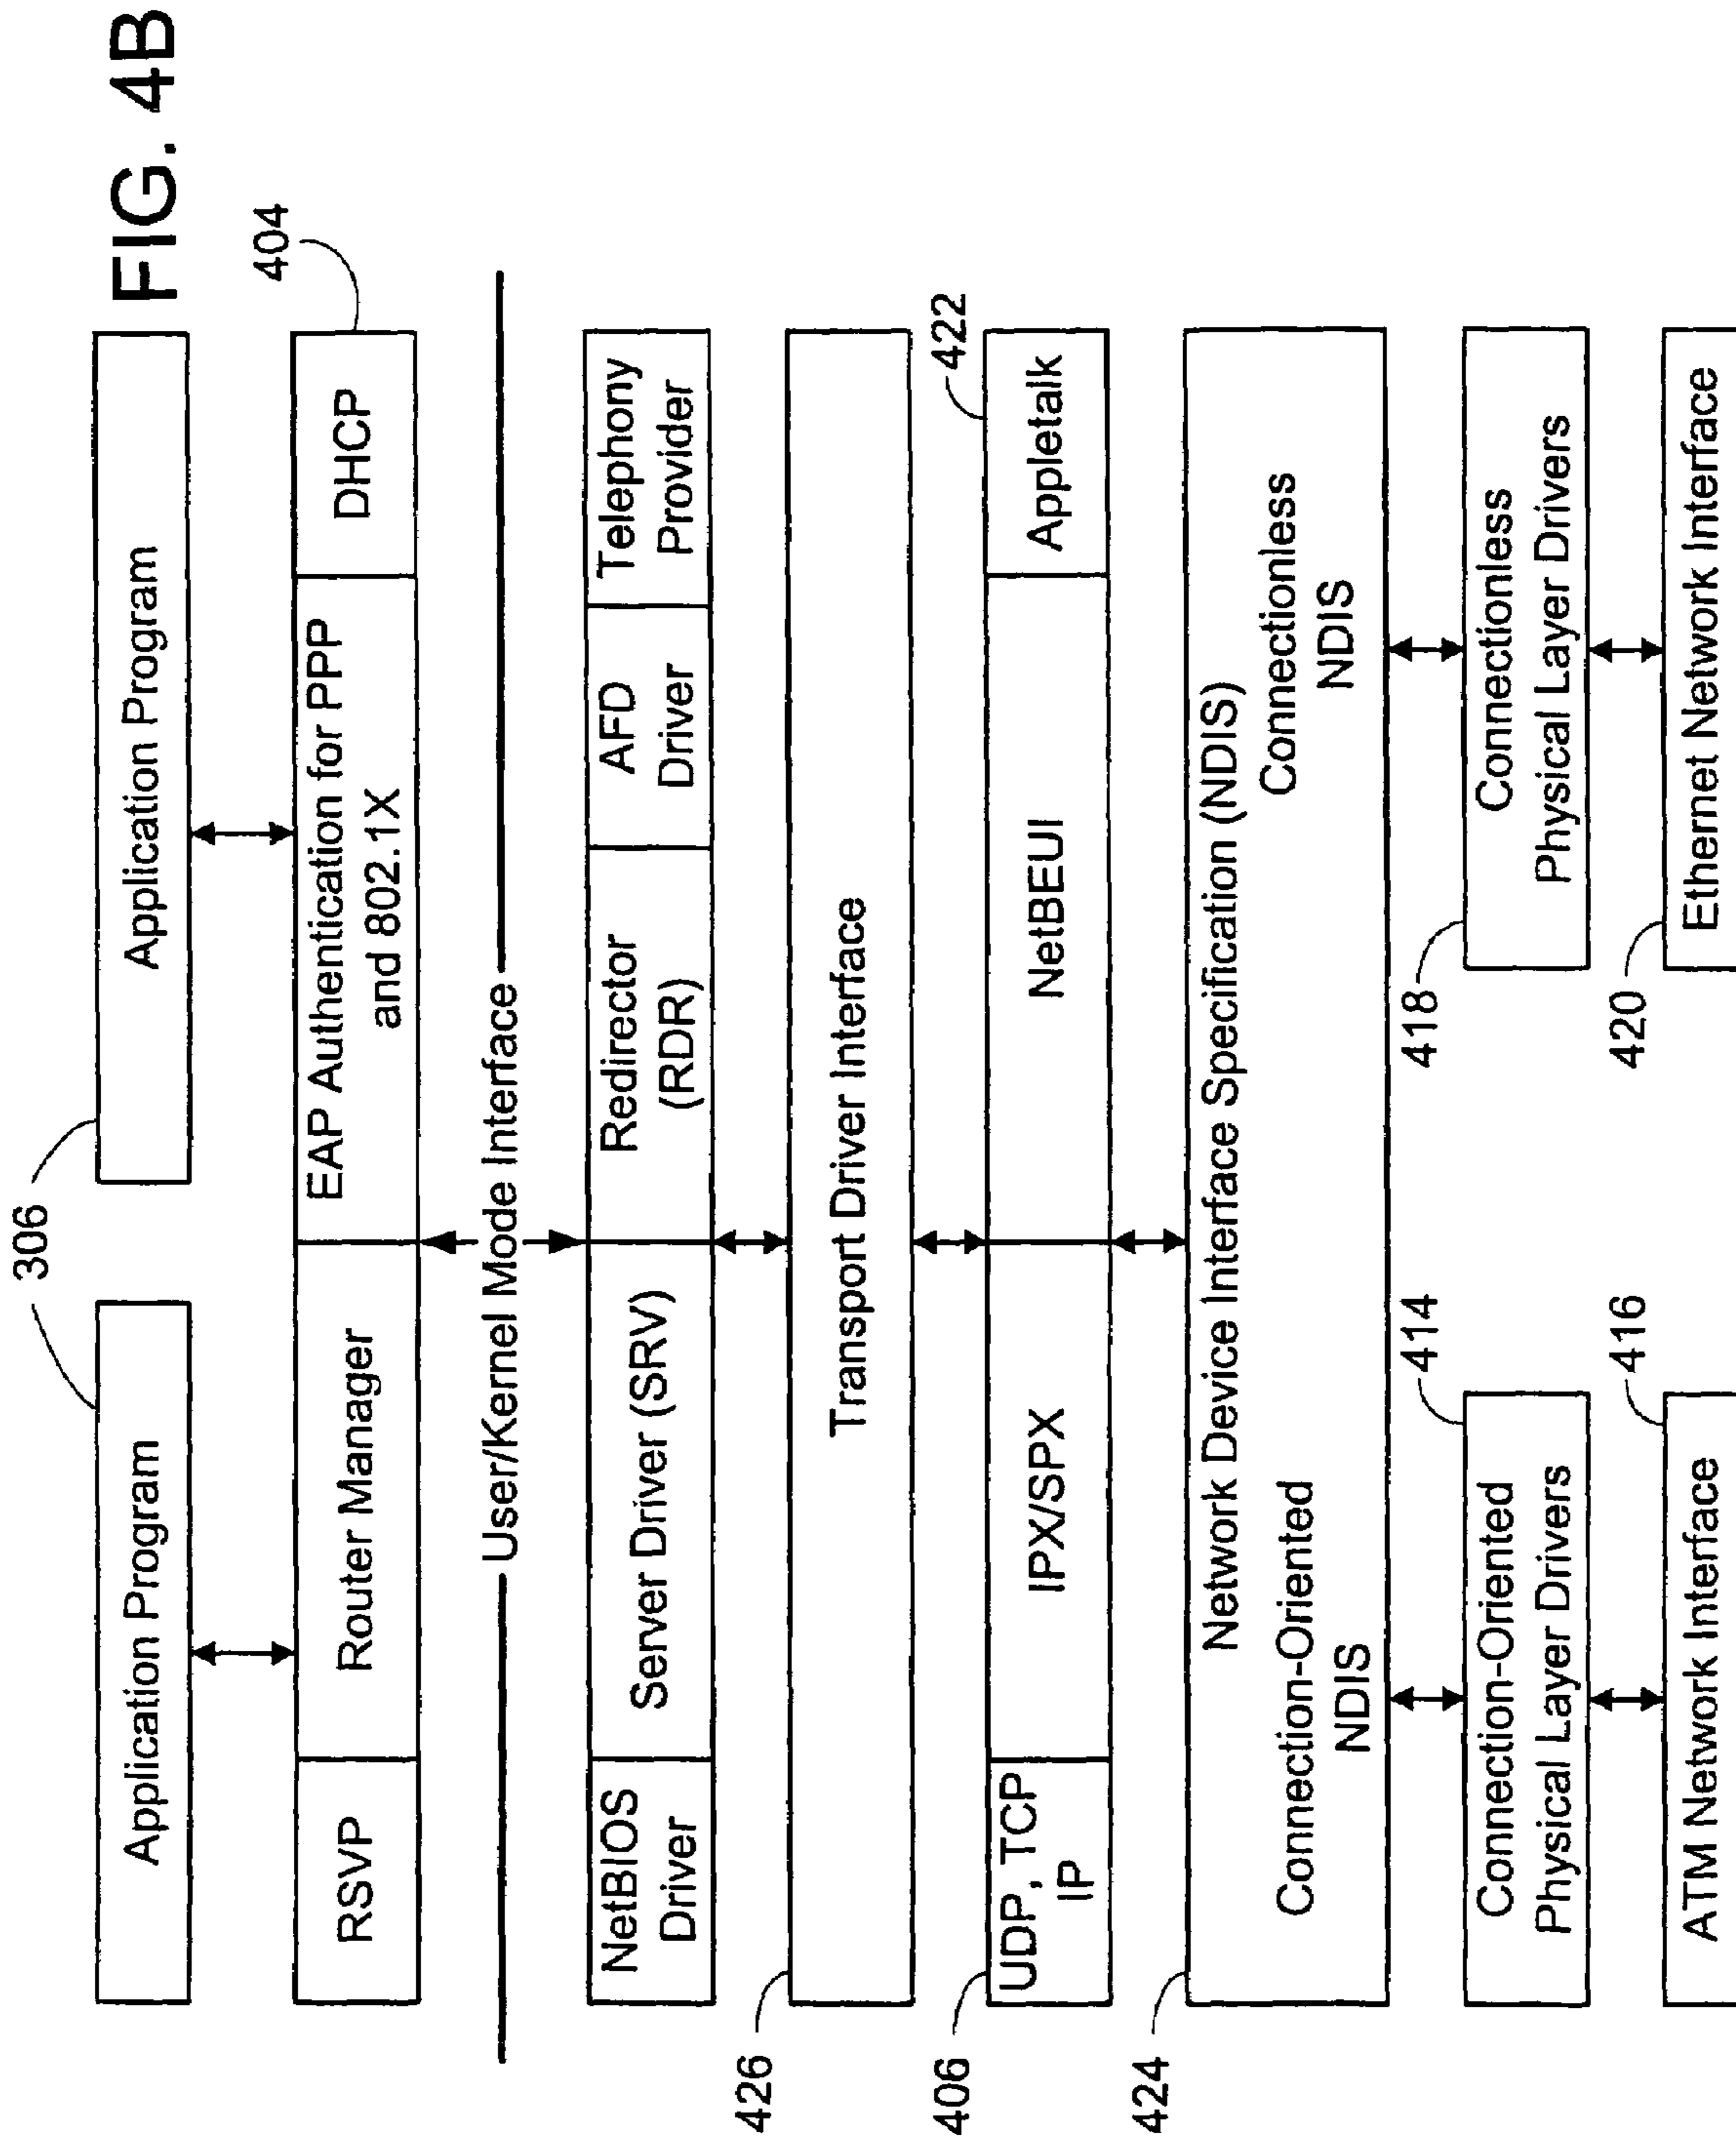 FIG. 4B
306
Application Program
Application Program
404
RSVP
Router Manager
EAP Authentication for PPP
and 802.1X
DHCP
User/Kernel Mode Interface
NetBIOS
Driver
Server Driver (SRV)
Redirector
(RDR)
AFD
Driver
Telephony
Provider
426
Transport Driver Interface
406
422
UDP, TCP
IP
IPX/SPX
NetBEUI
Appletalk
424
Network Device Interface Specification (NDIS)
Connection-Oriented
NDIS
Connectionless
NDIS
414
Connection-Oriented
Physical Layer Drivers
418
Connectionless
Physical Layer Drivers
416
ATM Network Interface
420
Ethernet Network Interface